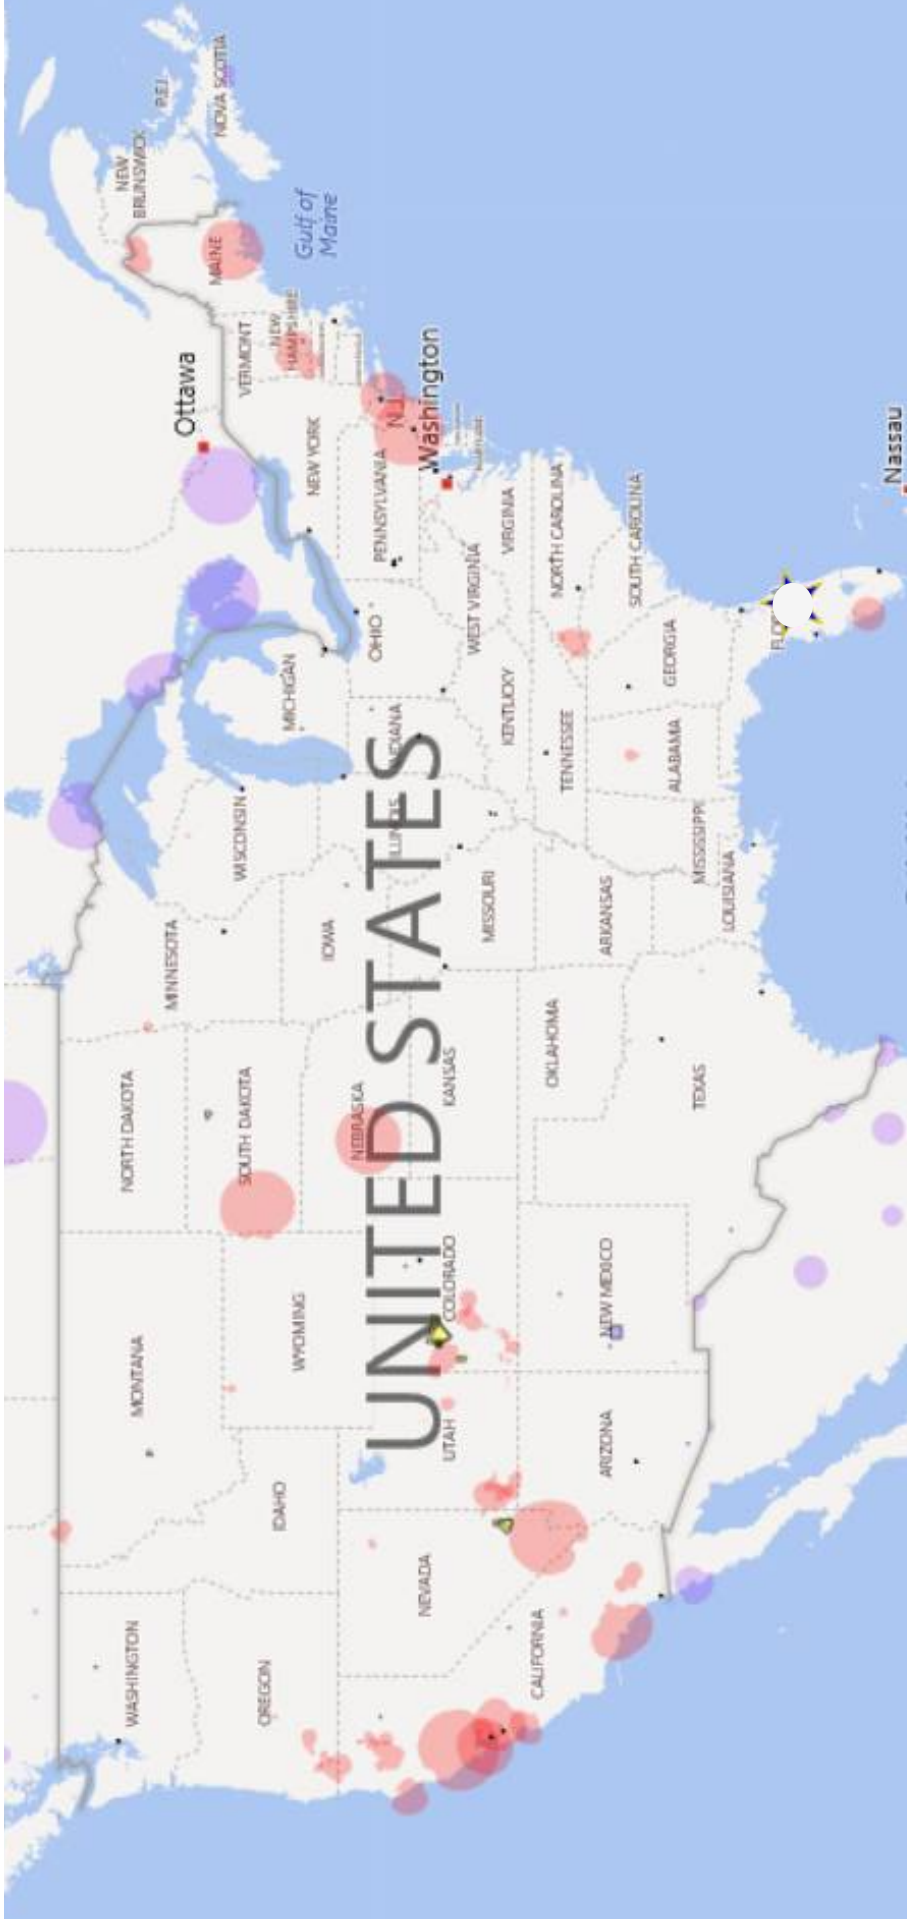 P.E.I.
NOVA SCOTIA
NEW
BRUNSWICK
MAINE
Gulf of
Maine
Ottawa
VERMONT
NEW
HAMPSHIRE
NEW YORK
N.J.
Washington
PENNSYLVANIA
VIRGINIA
WEST VIRGINIA
NORTH CAROLINA
SOUTH CAROLINA
Nassau
OHIO
MICHIGAN
INDIANA
KENTUCKY
TENNESSEE
GEORGIA
ALABAMA
WISCONSIN
ILLINOIS
UNITED STATES
MISSISSIPPI
LOUISIANA
MINNESOTA
IOWA
MISSOURI
ARKANSAS
NORTH DAKOTA
SOUTH DAKOTA
NEBRASKA
KANSAS
OKLAHOMA
TEXAS
MONTANA
WYOMING
COLORADO
NEW MEXICO
IDAHO
UTAH
ARIZONA
WASHINGTON
OREGON
NEVADA
CALIFORNIA